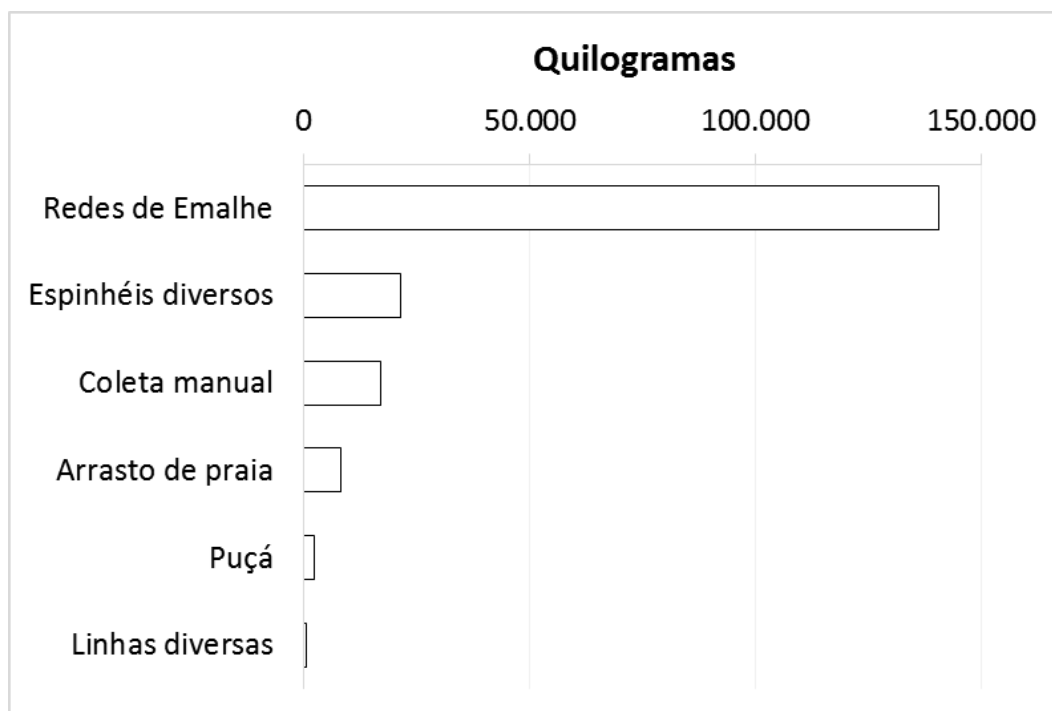 Quilogramas
0 50.000 100.000 150.000
Redes de Emalhe
Espinhéis diversos
Coleta manual
Arrasto de praia
Puçá
Linhas diversas